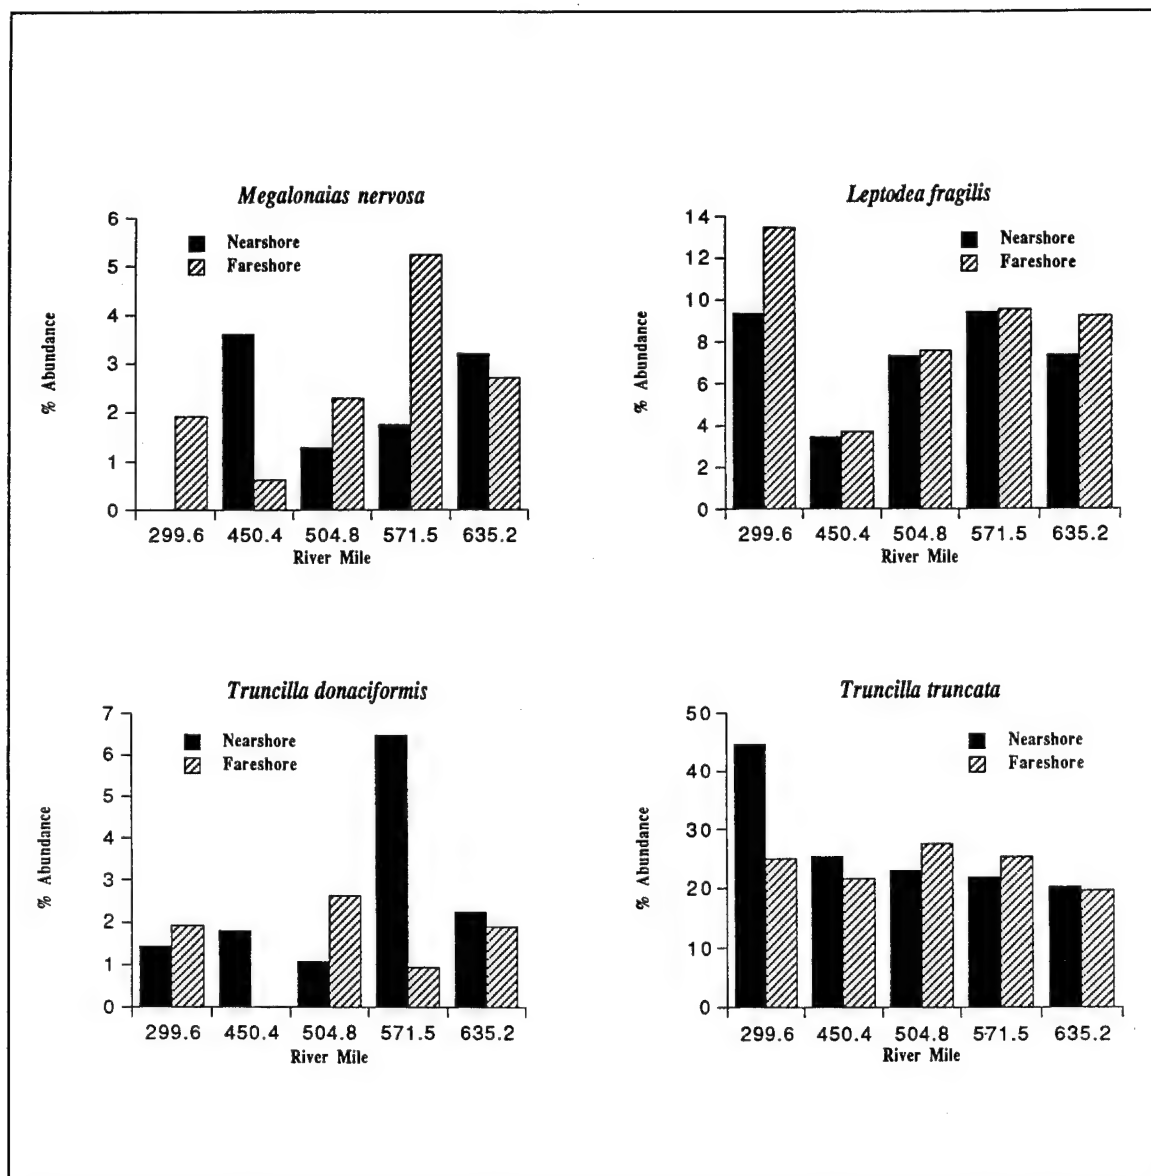 Megalonaias nervosa
6
5
4
3
2
1
0
% Abundance
Nearshore
Fareshore
299.6 450.4 504.8 571.5 635.2
River Mile
Leptodea fragilis
14
12
10
8
6
4
2
0
% Abundance
Nearshore
Fareshore
299.6 450.4 504.8 571.5 635.2
River Mile
Truncilla donaciformis
7
6
5
4
3
2
1
0
% Abundance
Nearshore
Fareshore
299.6 450.4 504.8 571.5 635.2
River Mile
Truncilla truncata
50
40
30
20
10
0
% Abundance
Nearshore
Fareshore
299.6 450.4 504.8 571.5 635.2
River Mile